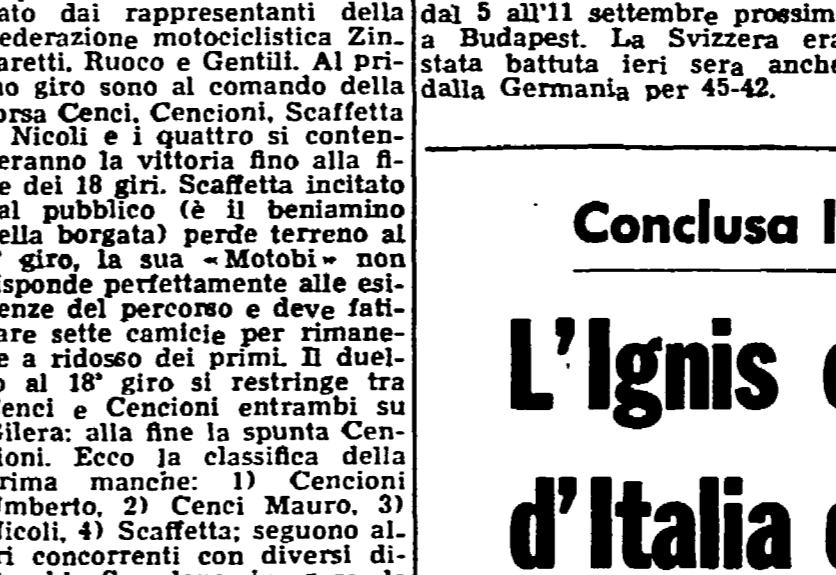 ato dai rappresentanti della
ederazione motociclistica Zin-
aretti, Ruoco e Gentili. Al pri-
no giro sono al comando della
orsa Cenci, Cencioni, Scaffetta
Nicoli e i quattro si conten-
eranno la vittoria fino alla fi-
e dei 18 giri. Scaffetta incitato
al pubblico (è il beniamino
ella borgata) perde terreno al
giro, la sua «Motobi» non
isponde perfettamente alle esi-
enze del percorso e deve fati-
are sette camicie per rimane-
e a ridosso dei primi. Il duel-
o al 18° giro si restringe tra
enci e Cencioni entrambi su
Gilera: alla fine la spunta Cen-
ioni. Ecco la classifica della
rima manche: 1) Cencioni
Umberto, 2) Cenci Mauro, 3)
Nicoli, 4) Scaffetta; seguono al-
ri concorrenti con diversi di-
dal 5 all'11 settembre prossim
a Budapest. La Svizzera era
stata battuta ieri sera anche
dalla Germania per 45-42.
Conclusa l
L'Ignis
d'Italia